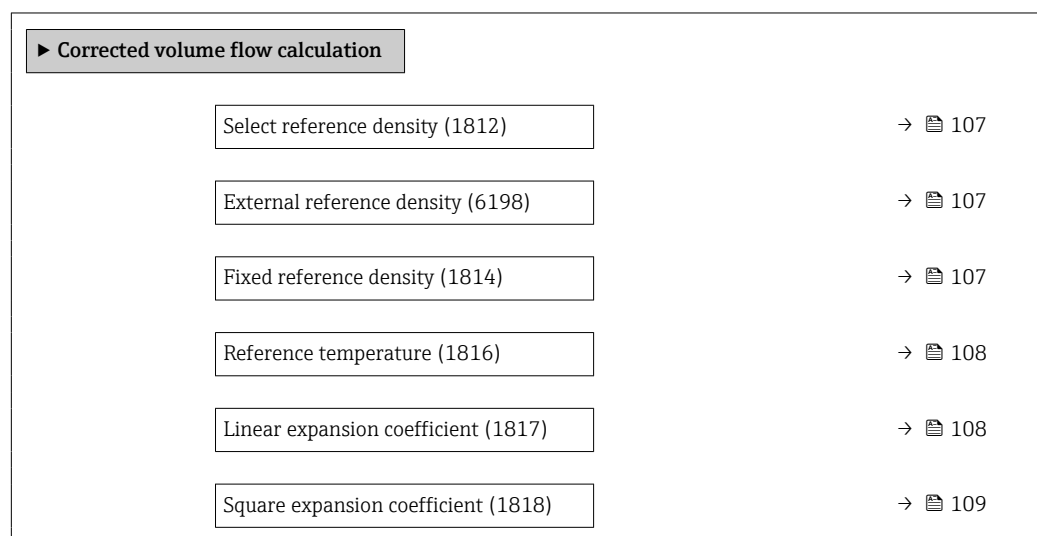 ► Corrected volume flow calculation
Select reference density (1812) → 107
External reference density (6198) → 107
Fixed reference density (1814) → 107
Reference temperature (1816) → 108
Linear expansion coefficient (1817) → 108
Square expansion coefficient (1818) → 109